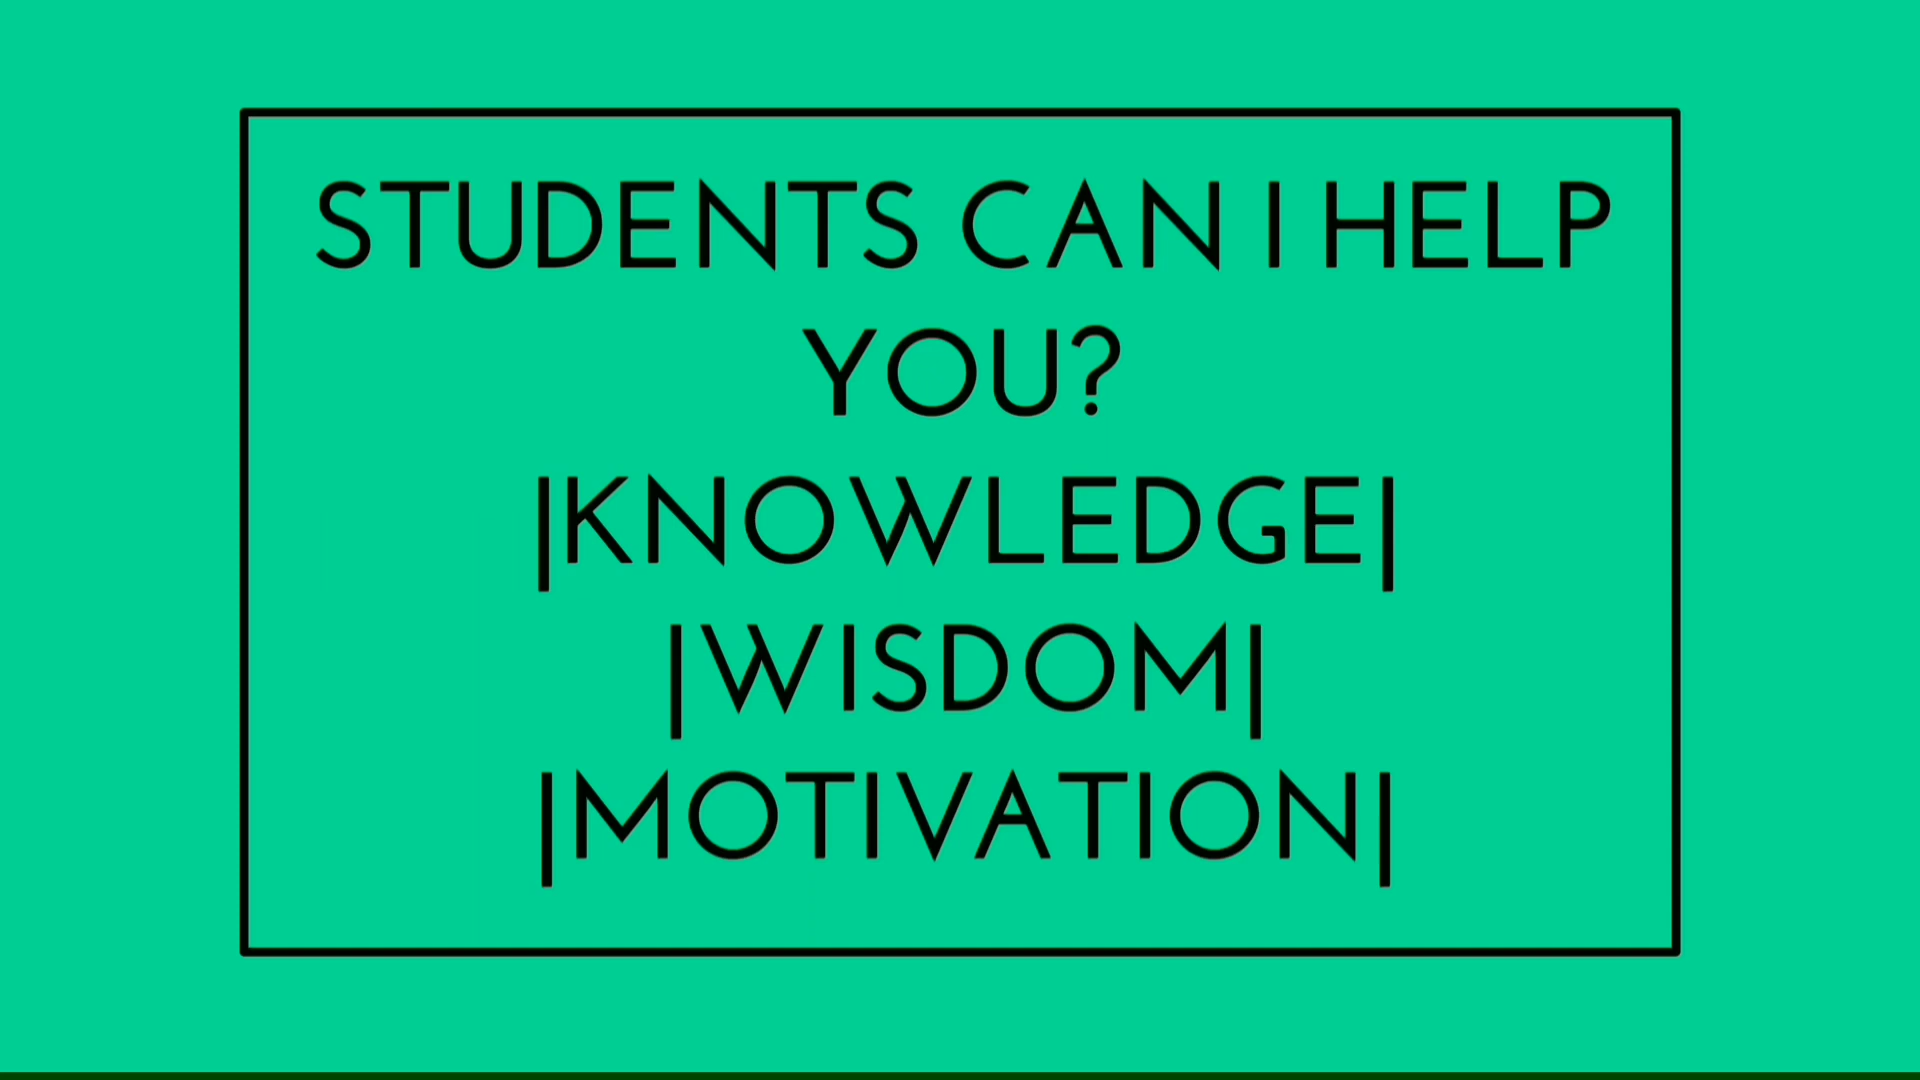 STUDENTS CAN I HELP
YOU?
|KNOWLEDGE|
|WISDOM|
|MOTIVATION|